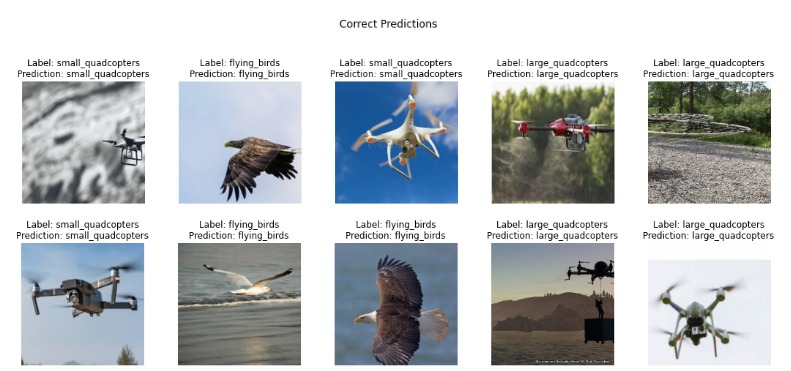 Correct Predictions
Label: small_quadcopters
Prediction: small_quadcopters
Label: flying_birds
Prediction: flying_birds
Label: small_quadcopters
Prediction: small_quadcopters
Label: large_quadcopters
Prediction: large_quadcopters
Label: large_quadcopters
Prediction: large_quadcopters
Label: small_quadcopters
Prediction: small_quadcopters
Label: flying_birds
Prediction: flying_birds
Label: flying_birds
Prediction: flying_birds
Label: large_quadcopters
Prediction: large_quadcopters
Label: large_quadcopters
Prediction: large_quadcopters